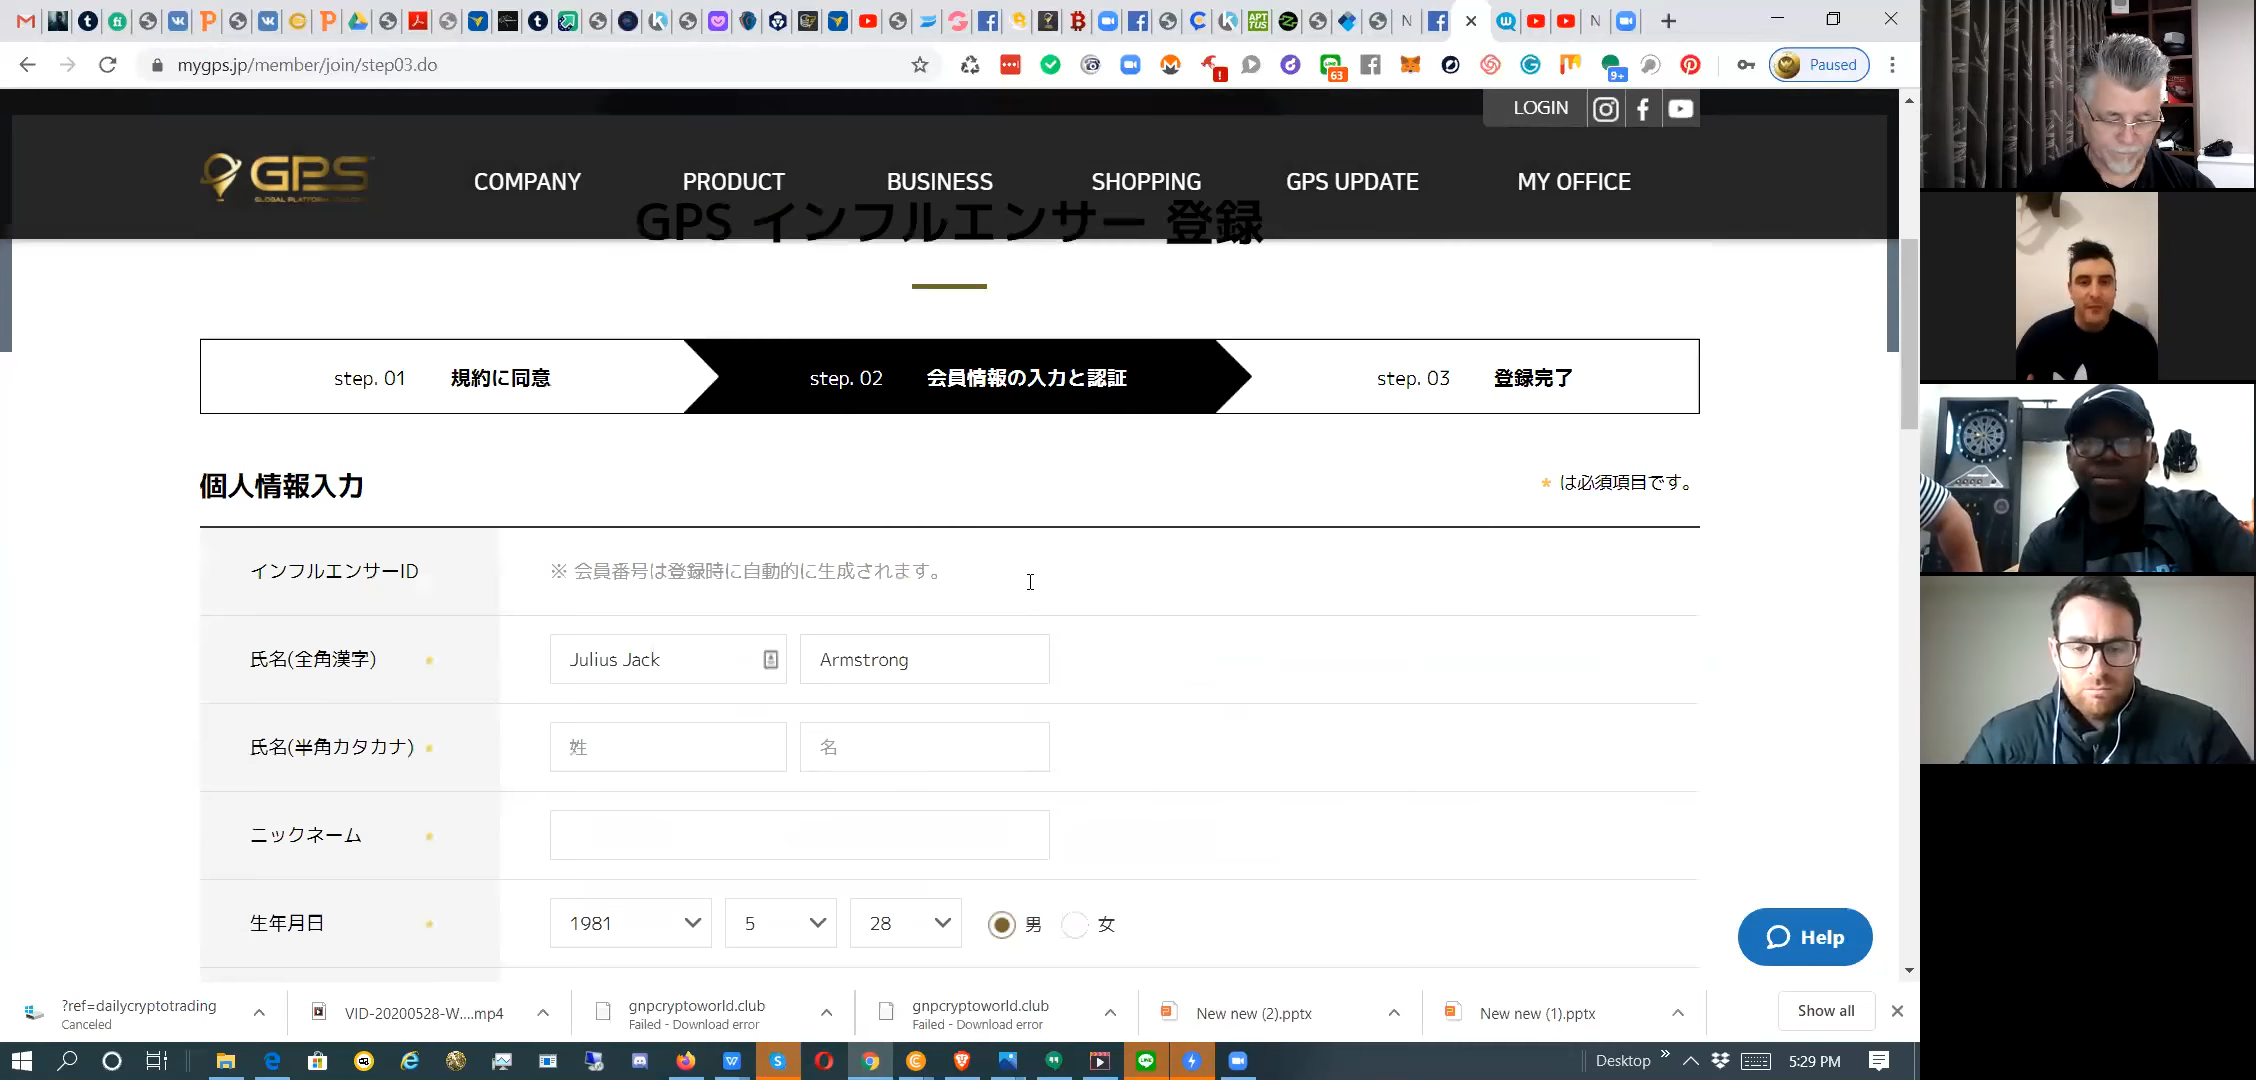 mygps.jp/member/join/step03.do
Paused
LOGIN
GPS
COMPANY
PRODUCT
BUSINESS
SHOPPING
GPS UPDATE
MY OFFICE
GPS インフルエンサー 登録
step. 01 規約に同意
step. 02 会員情報の入力と認証
step. 03 登録完了
個人情報入力
* は必須項目です。
インフルエンサーID
※ 会員番号は登録時に自動的に生成されます。
氏名(全角漢字)
Julius Jack
Armstrong
氏名(半角カタカナ)
姓
名
ニックネーム
生年月日
1981
5
28
男
女
Help
?ref=dailycryptotrading
Canceled
VID-20200528-W....mp4
gnpcryptoworld.club
Failed - Download error
gnpcryptoworld.club
Failed - Download error
New new (2).pptx
New new (1).pptx
Show all
Desktop
5:29 PM